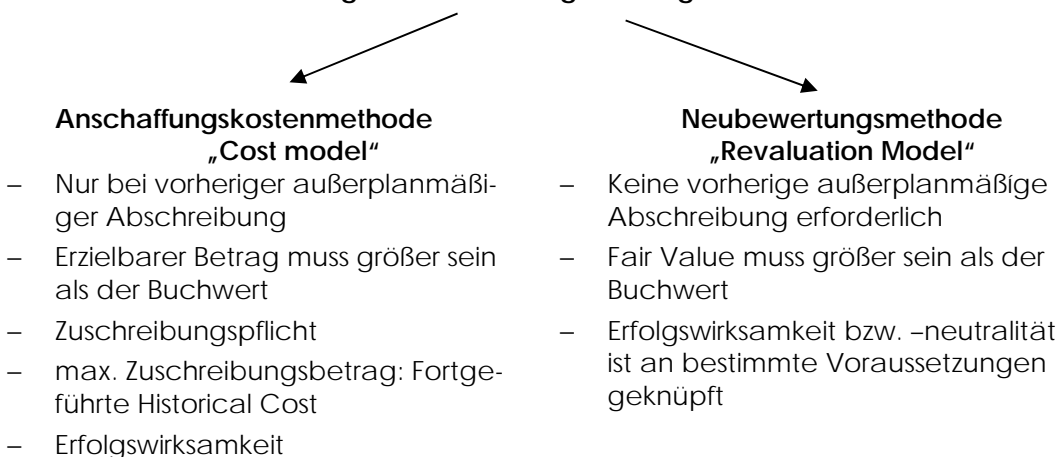 Anschaffungskostenmethode
„Cost model“
– Nur bei vorheriger außerplanmäßi-
ger Abschreibung
– Erzielbarer Betrag muss größer sein
als der Buchwert
– Zuschreibungspflicht
– max. Zuschreibungsbetrag: Fortge-
führte Historical Cost
– Erfolgswirksamkeit
Neubewertungsmethode
„Revaluation Model“
– Keine vorherige außerplanmäßíge
Abschreibung erforderlich
– Fair Value muss größer sein als der
Buchwert
– Erfolgswirksamkeit bzw. –neutralität
ist an bestimmte Voraussetzungen
geknüpft